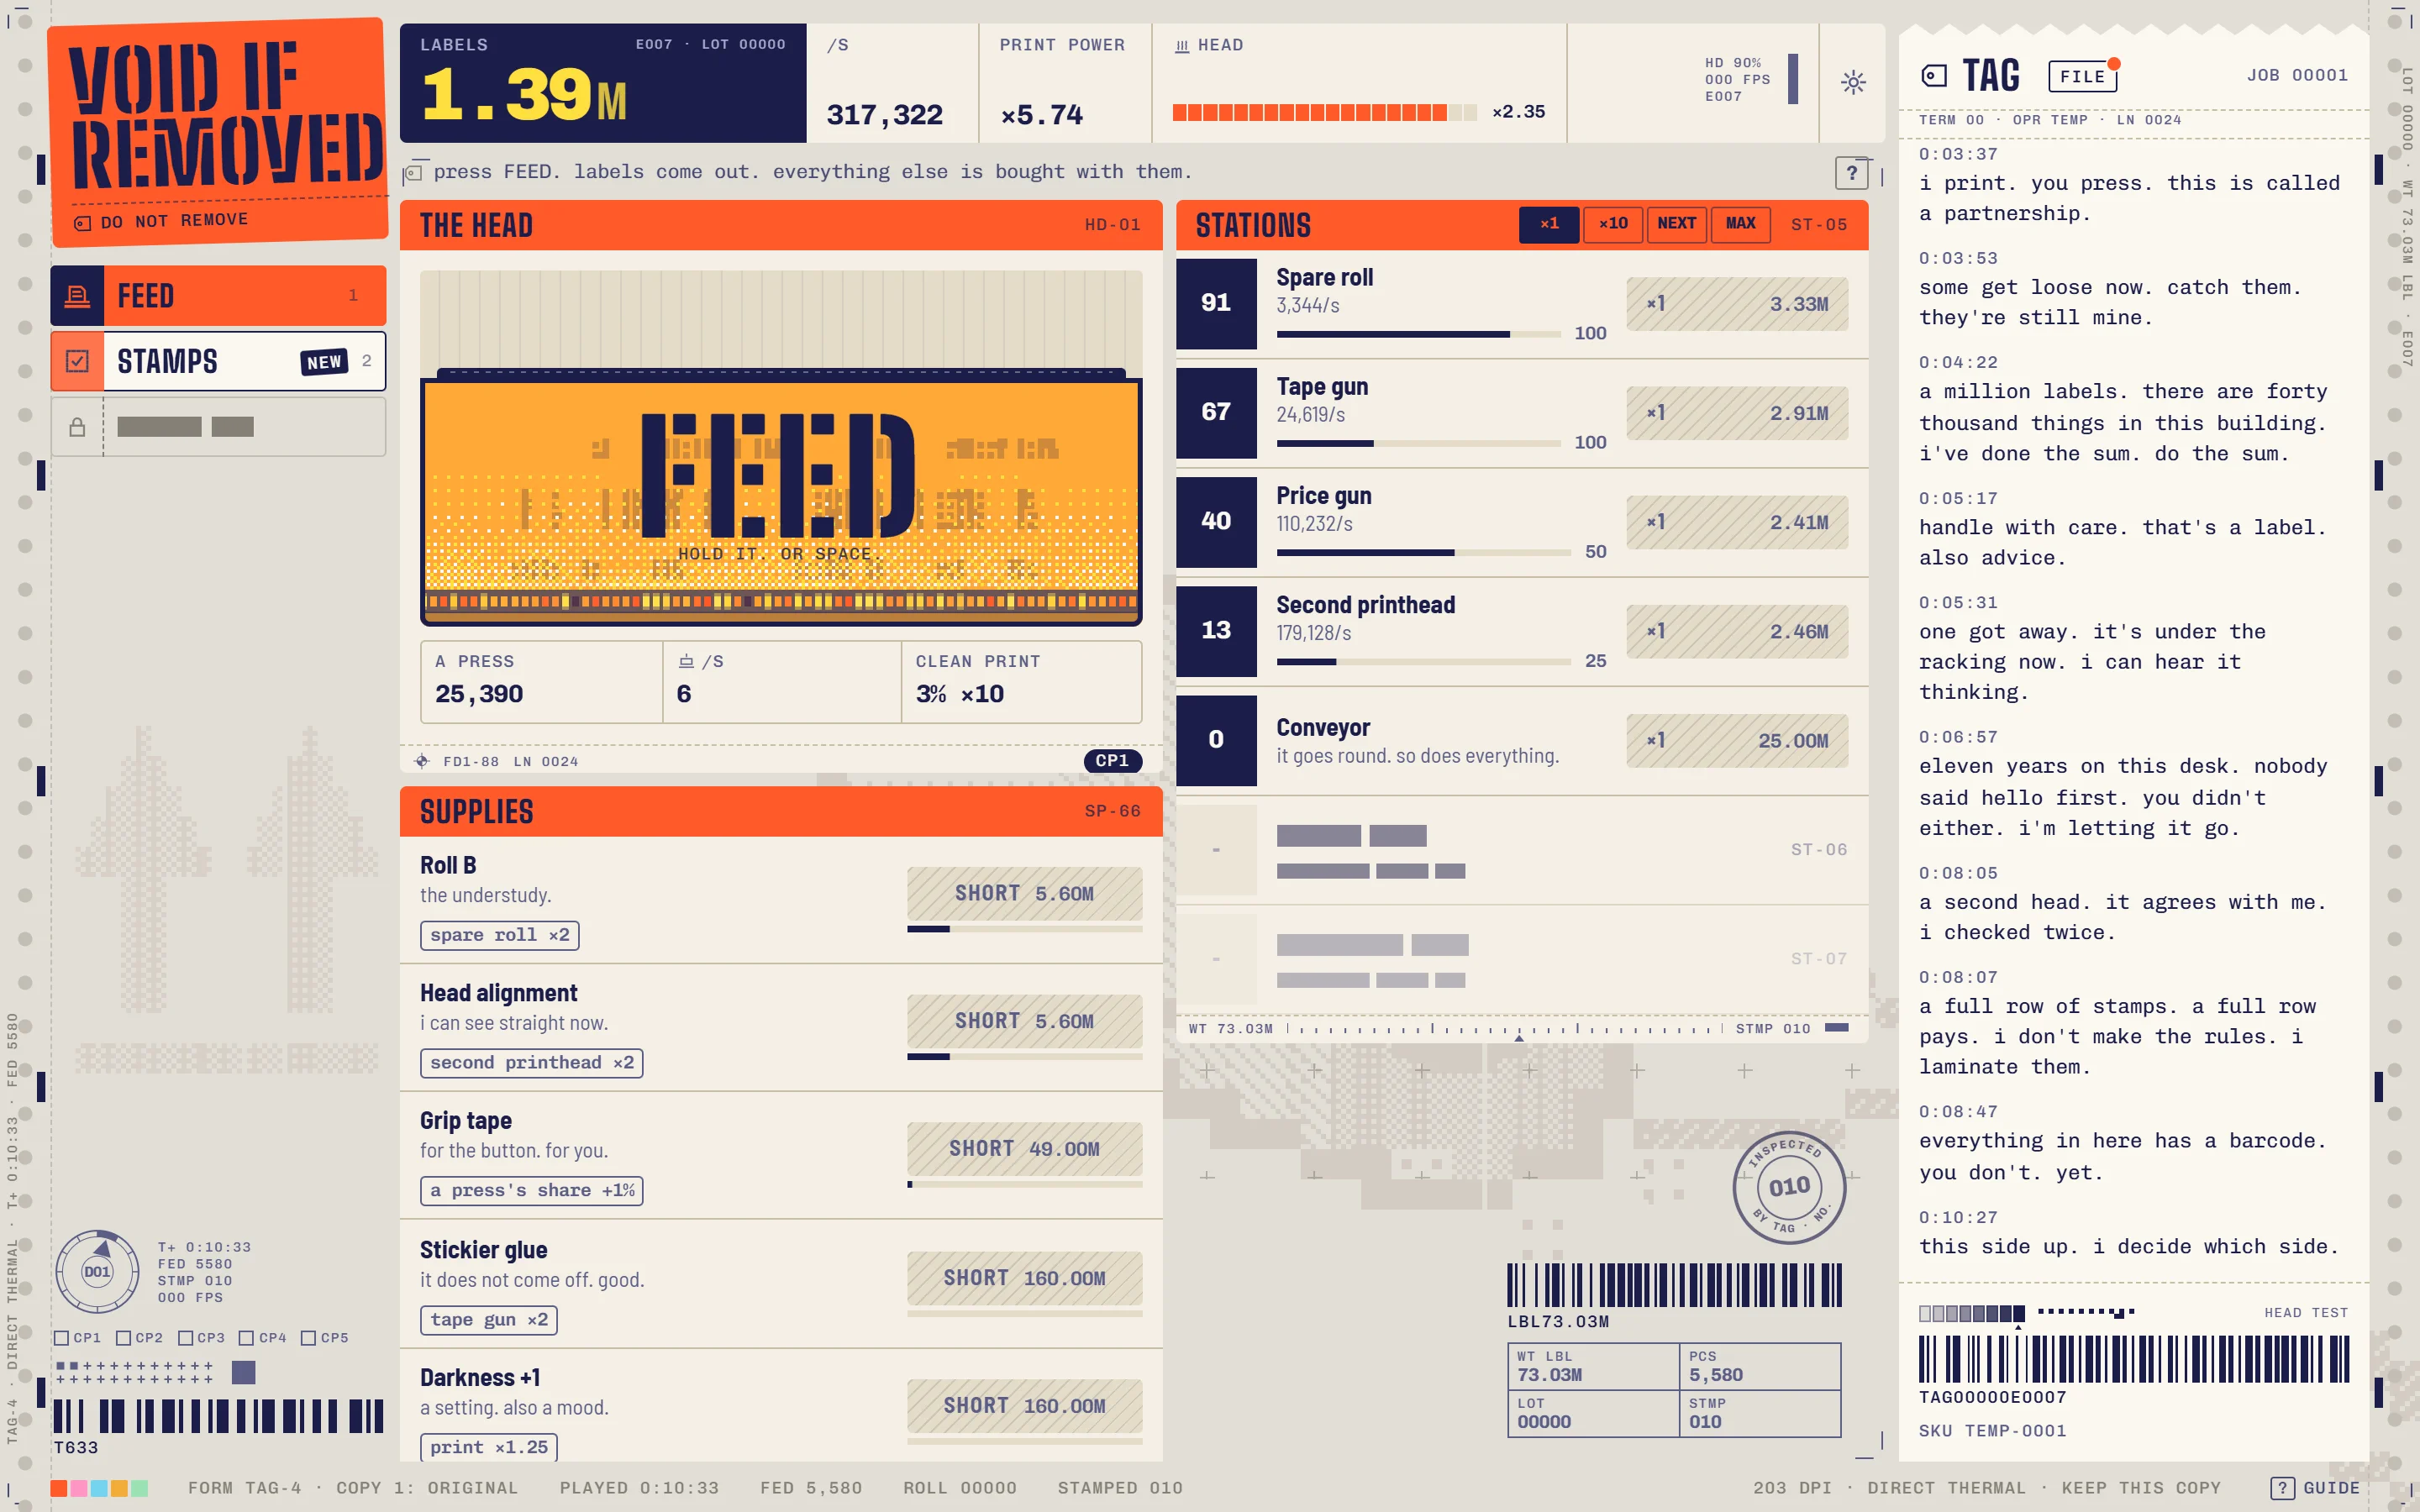 VOID IF
REMOVED
DO NOT REMOVE
FEED 1
STAMPS NEW 2
LABELS E007 · LOT 00000
1.39M
/S
317,322
PRINT POWER
×5.74
HEAD
×2.35
HD 90%
000 FPS
E007
press FEED. labels come out. everything else is bought with them.
?
THE HEAD HD-01
FEED
HOLD IT. OR SPACE.
A PRESS
25,390
/S
6
CLEAN PRINT
3% ×10
FD1-88 LN 0024
CP1
SUPPLIES SP-66
Roll B
the understudy.
spare roll ×2
SHORT 5.60M
Head alignment
i can see straight now.
second printhead ×2
SHORT 5.60M
Grip tape
for the button. for you.
a press's share +1%
SHORT 49.00M
Stickier glue
it does not come off. good.
tape gun ×2
SHORT 160.00M
Darkness +1
a setting. also a mood.
print ×1.25
SHORT 160.00M
STATIONS ×1 ×10 NEXT MAX ST-05
91
Spare roll
3,344/s
100
×1 3.33M
67
Tape gun
24,619/s
100
×1 2.91M
40
Price gun
110,232/s
50
×1 2.41M
13
Second printhead
179,128/s
25
×1 2.46M
0
Conveyor
it goes round. so does everything.
×1 25.00M
- ST-06
- ST-07
WT 73.03M STMP 010
INSPECTED
010
BY TAG · NO.
LBL73.03M
WT LBL
73.03M
PCS
5,580
LOT
00000
STMP
010
TAG FILE JOB 00001
TERM 00 · OPR TEMP · LN 0024
0:03:37
i print. you press. this is called
a partnership.
0:03:53
some get loose now. catch them.
they're still mine.
0:04:22
a million labels. there are forty
thousand things in this building.
i've done the sum. do the sum.
0:05:17
handle with care. that's a label.
also advice.
0:05:31
one got away. it's under the
racking now. i can hear it
thinking.
0:06:57
eleven years on this desk. nobody
said hello first. you didn't
either. i'm letting it go.
0:08:05
a second head. it agrees with me.
i checked twice.
0:08:07
a full row of stamps. a full row
pays. i don't make the rules. i
laminate them.
0:08:47
everything in here has a barcode.
you don't. yet.
0:10:27
this side up. i decide which side.
HEAD TEST
TAG00000E0007
SKU TEMP-0001
D01
T+ 0:10:33
FED 5580
STMP 010
000 FPS
CP1 CP2 CP3 CP4 CP5
T633
TAG-4 · DIRECT THERMAL · T+ 0:10:33 · FED 5580
LOT 00000 · WT 73.03M LBL · E007
FORM TAG-4 · COPY 1: ORIGINAL PLAYED 0:10:33 FED 5,580 ROLL 00000 STAMPED 010
203 DPI · DIRECT THERMAL · KEEP THIS COPY ? GUIDE